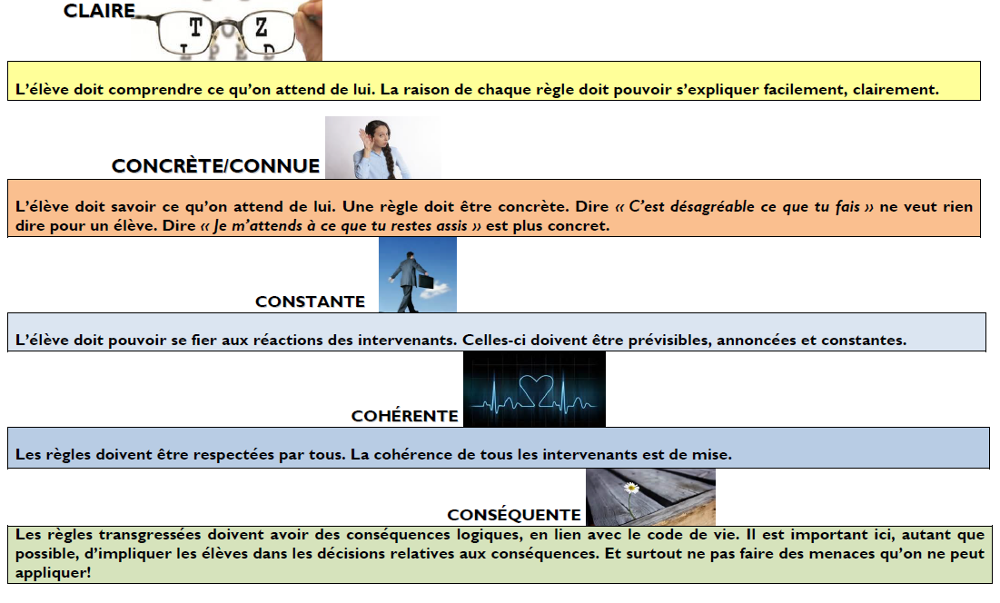 CLAIRE
T Z
L'élève doit comprendre ce qu'on attend de lui. La raison de chaque règle doit pouvoir s'expliquer facilement, clairement.
CONCRÈTE/CONNUE
L'élève doit savoir ce qu'on attend de lui. Une règle doit être concrète. Dire « C'est désagréable ce que tu fais » ne veut rien
dire pour un élève. Dire « Je m'attends à ce que tu restes assis » est plus concret.
CONSTANTE
L'élève doit pouvoir se fier aux réactions des intervenants. Celles-ci doivent être prévisibles, annoncées et constantes.
COHÉRENTE
Les règles doivent être respectées par tous. La cohérence de tous les intervenants est de mise.
CONSÉQUENTE
Les règles transgressées doivent avoir des conséquences logiques, en lien avec le code de vie. Il est important ici, autant que
possible, d'impliquer les élèves dans les décisions relatives aux conséquences. Et surtout ne pas faire des menaces qu'on ne peut
appliquer!